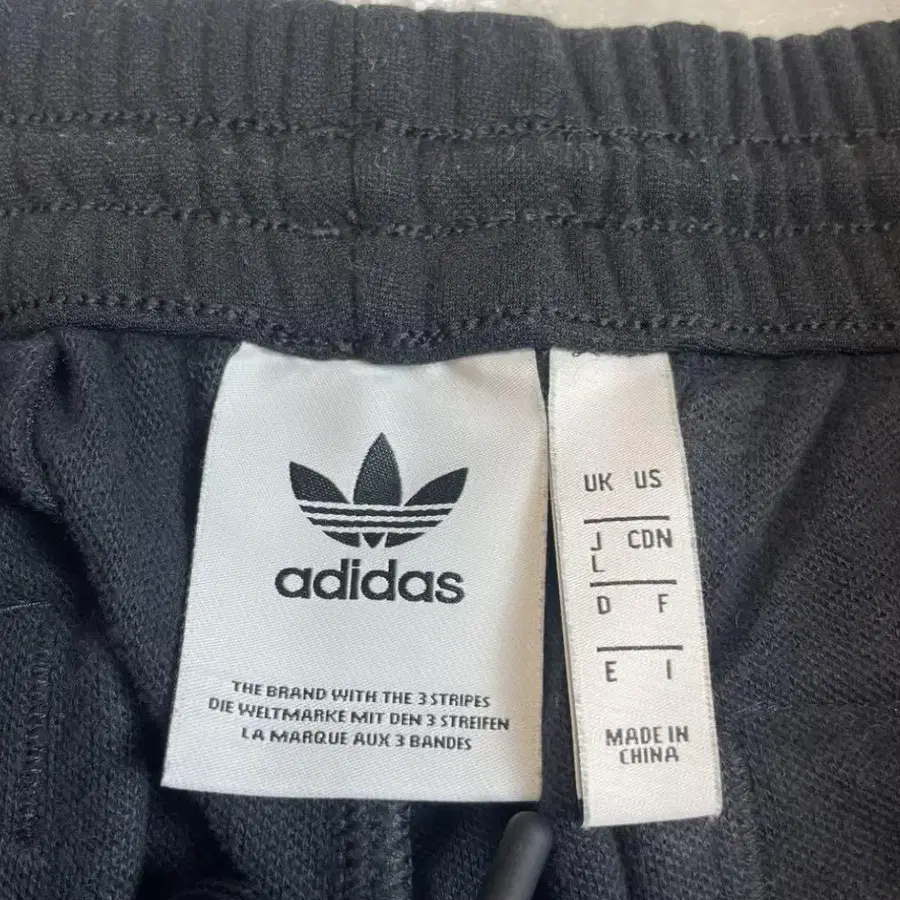 adidas
THE BRAND WITH THE 3 STRIPES
DIE WELTMARKE MIT DEN 3 STREIFEN
LA MARQUE AUX 3 BANDES
UK US
J CDN
L
D F
E I
MADE IN
CHINA